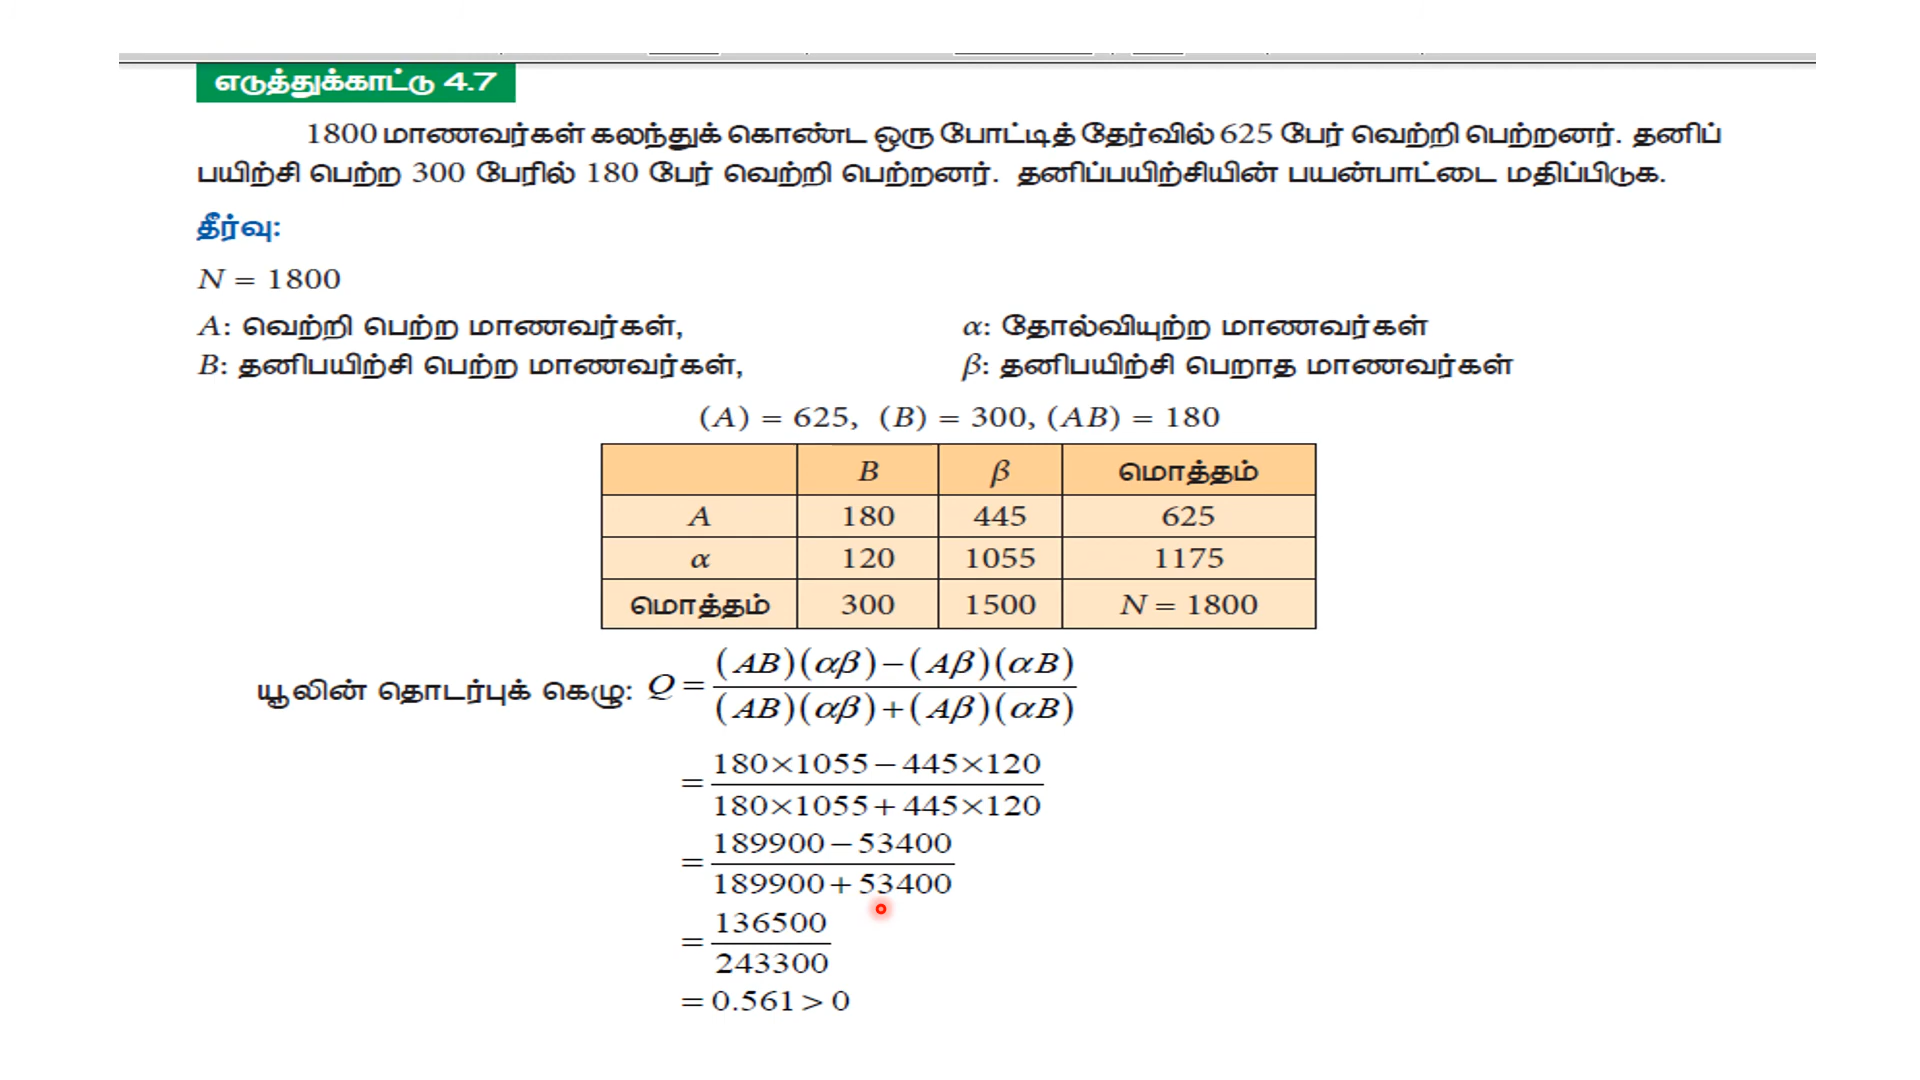 எடுத்துக்காட்டு 4.7
1800 மாணவர்கள் கலந்துக் கொண்ட ஒரு போட்டித் தேர்வில் 625 பேர் வெற்றி பெற்றனர். தனிப்
பயிற்சி பெற்ற 300 பேரில் 180 பேர் வெற்றி பெற்றனர். தனிப்பயிற்சியின் பயன்பாட்டை மதிப்பிடுக.
தீர்வு:
N = 1800
A: வெற்றி பெற்ற மாணவர்கள், α: தோல்வியுற்ற மாணவர்கள்
B: தனிபயிற்சி பெற்ற மாணவர்கள், β: தனிபயிற்சி பெறாத மாணவர்கள்
(A) = 625, (B) = 300, (AB) = 180
B β மொத்தம்
A 180 445 625
α 120 1055 1175
மொத்தம் 300 1500 N = 1800
யூலின் தொடர்புக் கெழு: Q = (AB)(αβ)−(Aβ)(αB)
(AB)(αβ)+(Aβ)(αB)
= 180×1055−445×120
180×1055+445×120
= 189900−53400
189900+53400
= 136500
243300
= 0.561 > 0